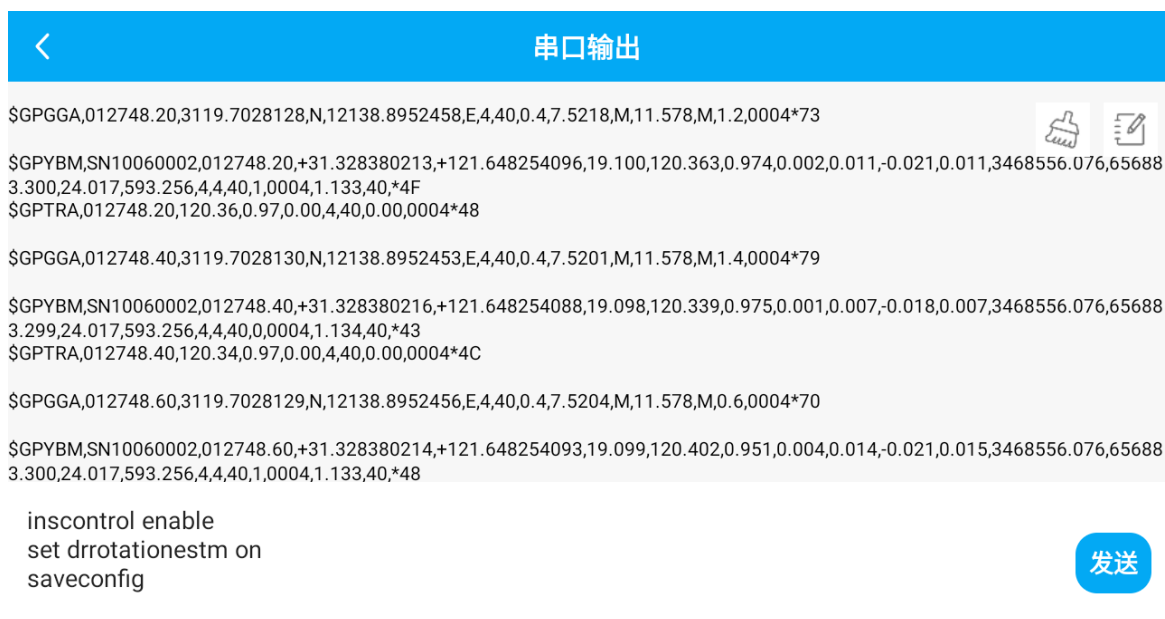 串口输出
$GPGGA,012748.20,3119.7028128,N,12138.8952458,E,4,40,0.4,7.5218,M,11.578,M,1.2,0004*73
$GPYBM,SN10060002,012748.20,+31.328380213,+121.648254096,19.100,120.363,0.974,0.002,0.011,-0.021,0.011,3468556.076,65688
3.300,24.017,593.256,4,4,40,1,0004,1.133,40,*4F
$GPTRA,012748.20,120.36,0.97,0.00,4,40,0.00,0004*48
$GPGGA,012748.40,3119.7028130,N,12138.8952453,E,4,40,0.4,7.5201,M,11.578,M,1.4,0004*79
$GPYBM,SN10060002,012748.40,+31.328380216,+121.648254088,19.098,120.339,0.975,0.001,0.007,-0.018,0.007,3468556.076,65688
3.299,24.017,593.256,4,4,40,0,0004,1.134,40,*43
$GPTRA,012748.40,120.34,0.97,0.00,4,40,0.00,0004*4C
$GPGGA,012748.60,3119.7028129,N,12138.8952456,E,4,40,0.4,7.5204,M,11.578,M,0.6,0004*70
$GPYBM,SN10060002,012748.60,+31.328380214,+121.648254093,19.099,120.402,0.951,0.004,0.014,-0.021,0.015,3468556.076,65688
3.300,24.017,593.256,4,4,40,1,0004,1.133,40,*48
inscontrol enable
set drrotationestm on
saveconfig
发送